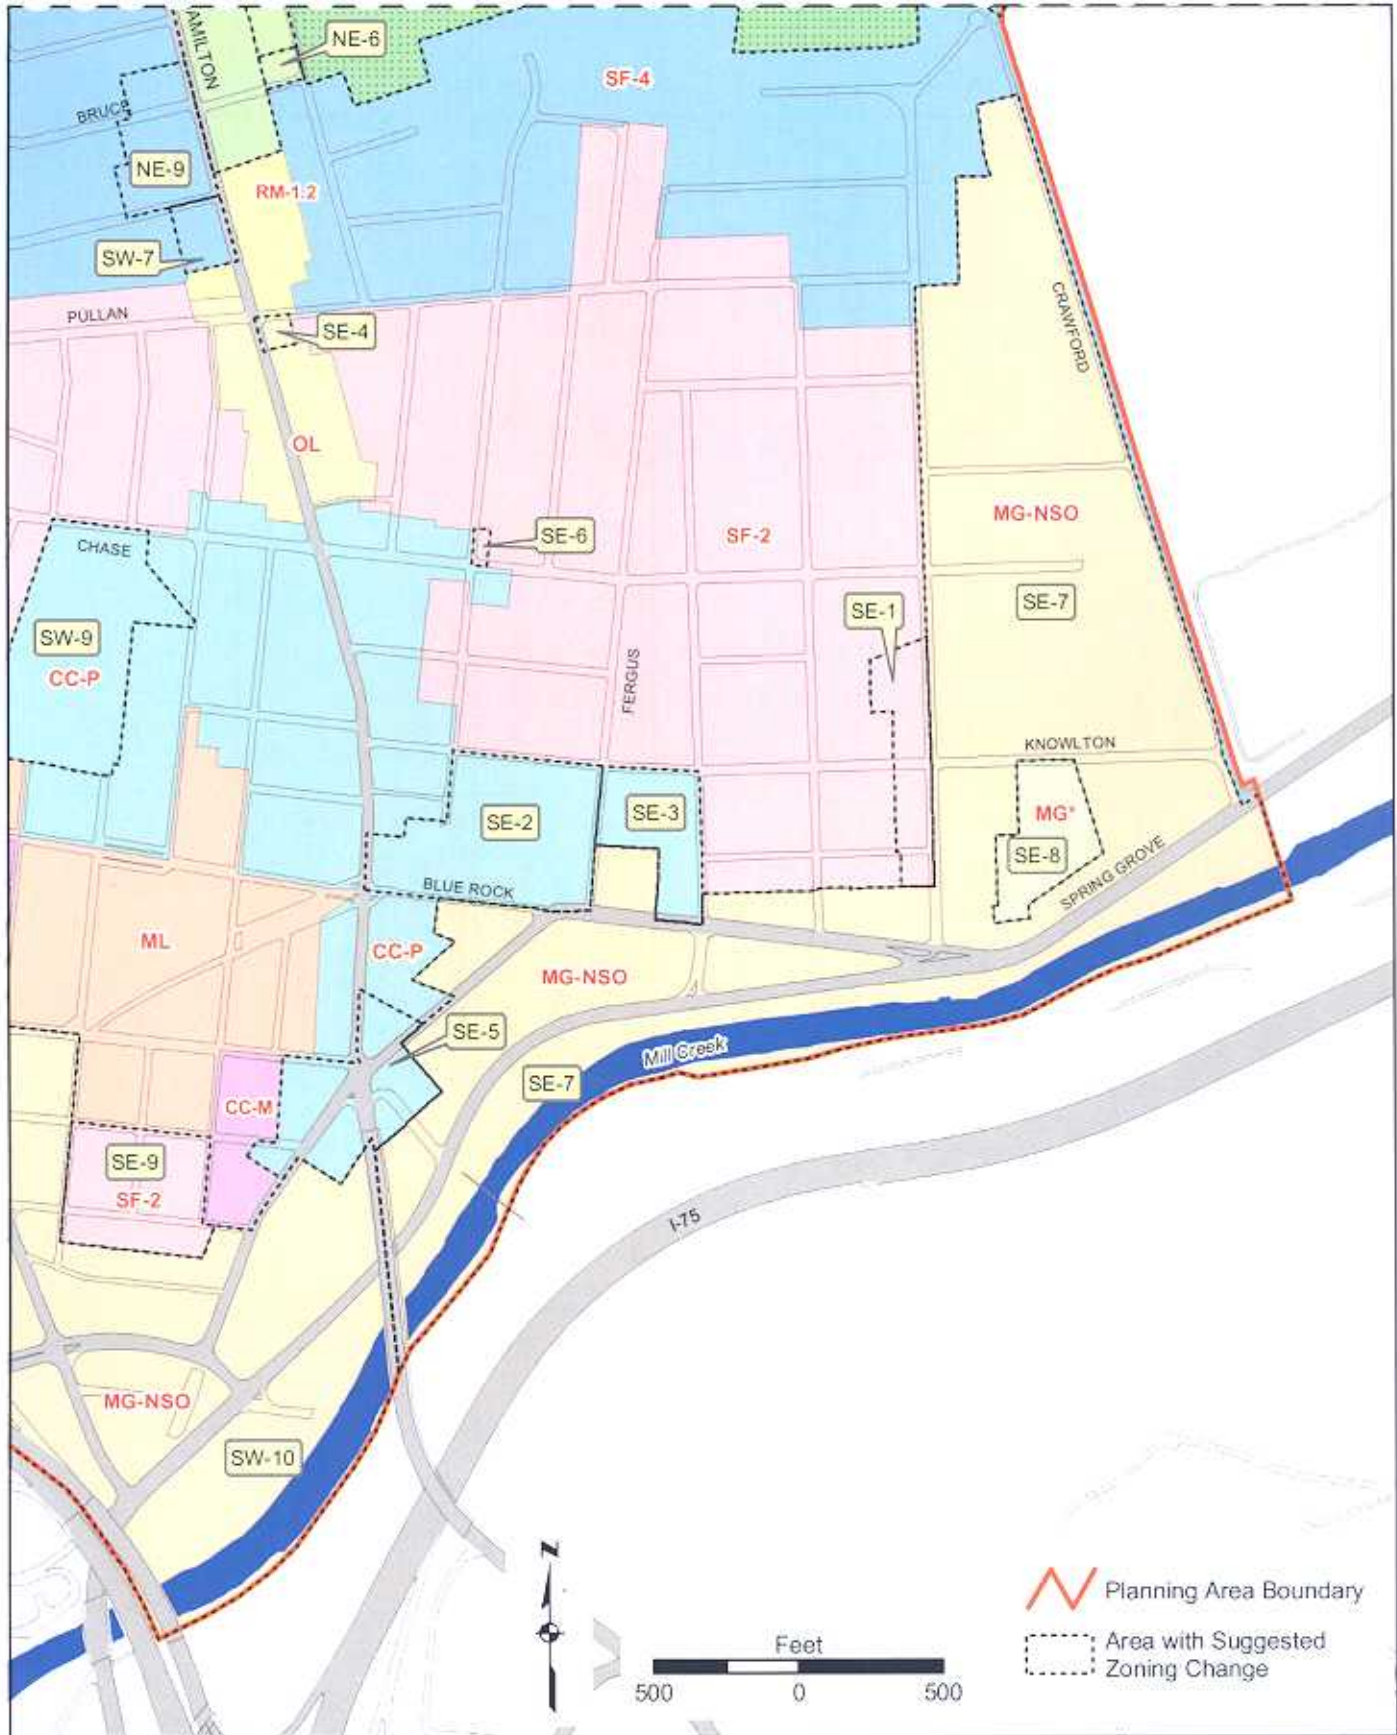 AMILTON
NE-6
SF-4
BRUCE
NE-9
RM-1.2
SW-7
PULLAN
SE-4
CRAWFORD
OL
MG-NSO
SE-6
SF-2
CHASE
SE-7
SE-1
SW-9
CC-P
FERGUS
KNOWLTON
SE-2
SE-3
MG*
SE-8
BLUE ROCK
SPRING GROVE
ML
CC-P
MG-NSO
SE-5
Mill Creek
SE-7
CC-M
SE-9
SF-2
I-75
MG-NSO
SW-10
N
Planning Area Boundary
Area with Suggested
Zoning Change
Feet
500 0 500